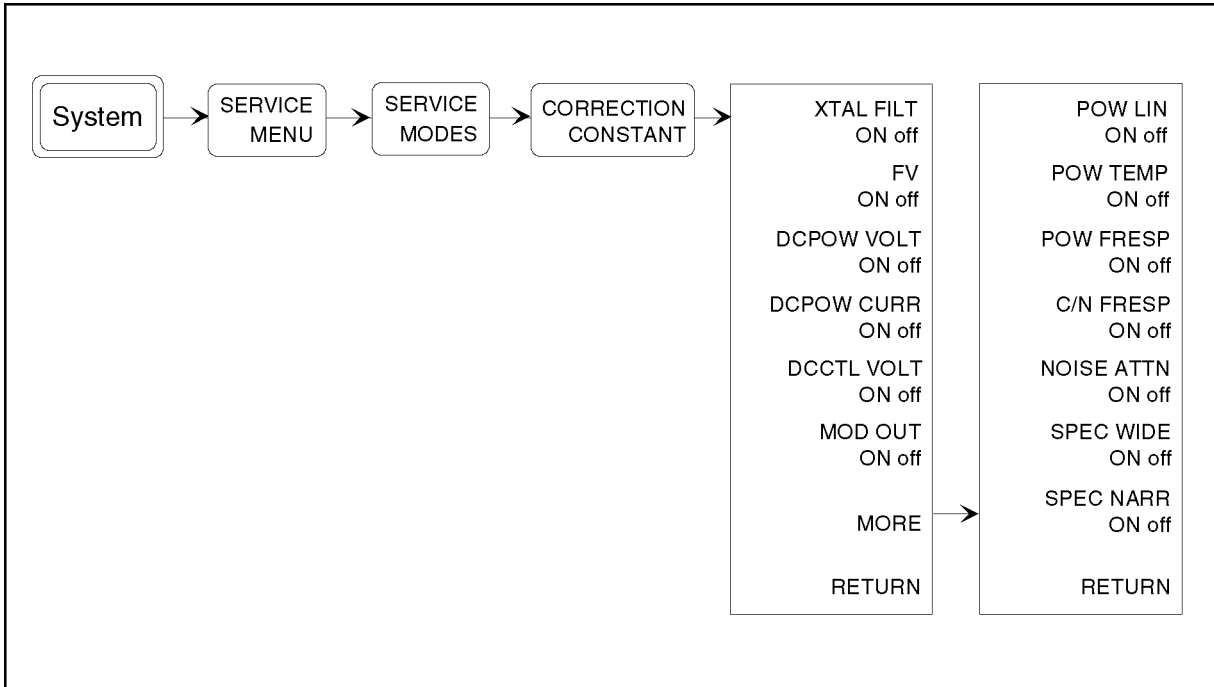 System
SERVICE
MENU
SERVICE
MODES
CORRECTION
CONSTANT
XTAL FILT
ON off
FV
ON off
DCPOW VOLT
ON off
DCPOW CURR
ON off
DCCTL VOLT
ON off
MOD OUT
ON off
MORE
RETURN
POW LIN
ON off
POW TEMP
ON off
POW FRESP
ON off
C/N FRESP
ON off
NOISE ATTN
ON off
SPEC WIDE
ON off
SPEC NARR
ON off
RETURN